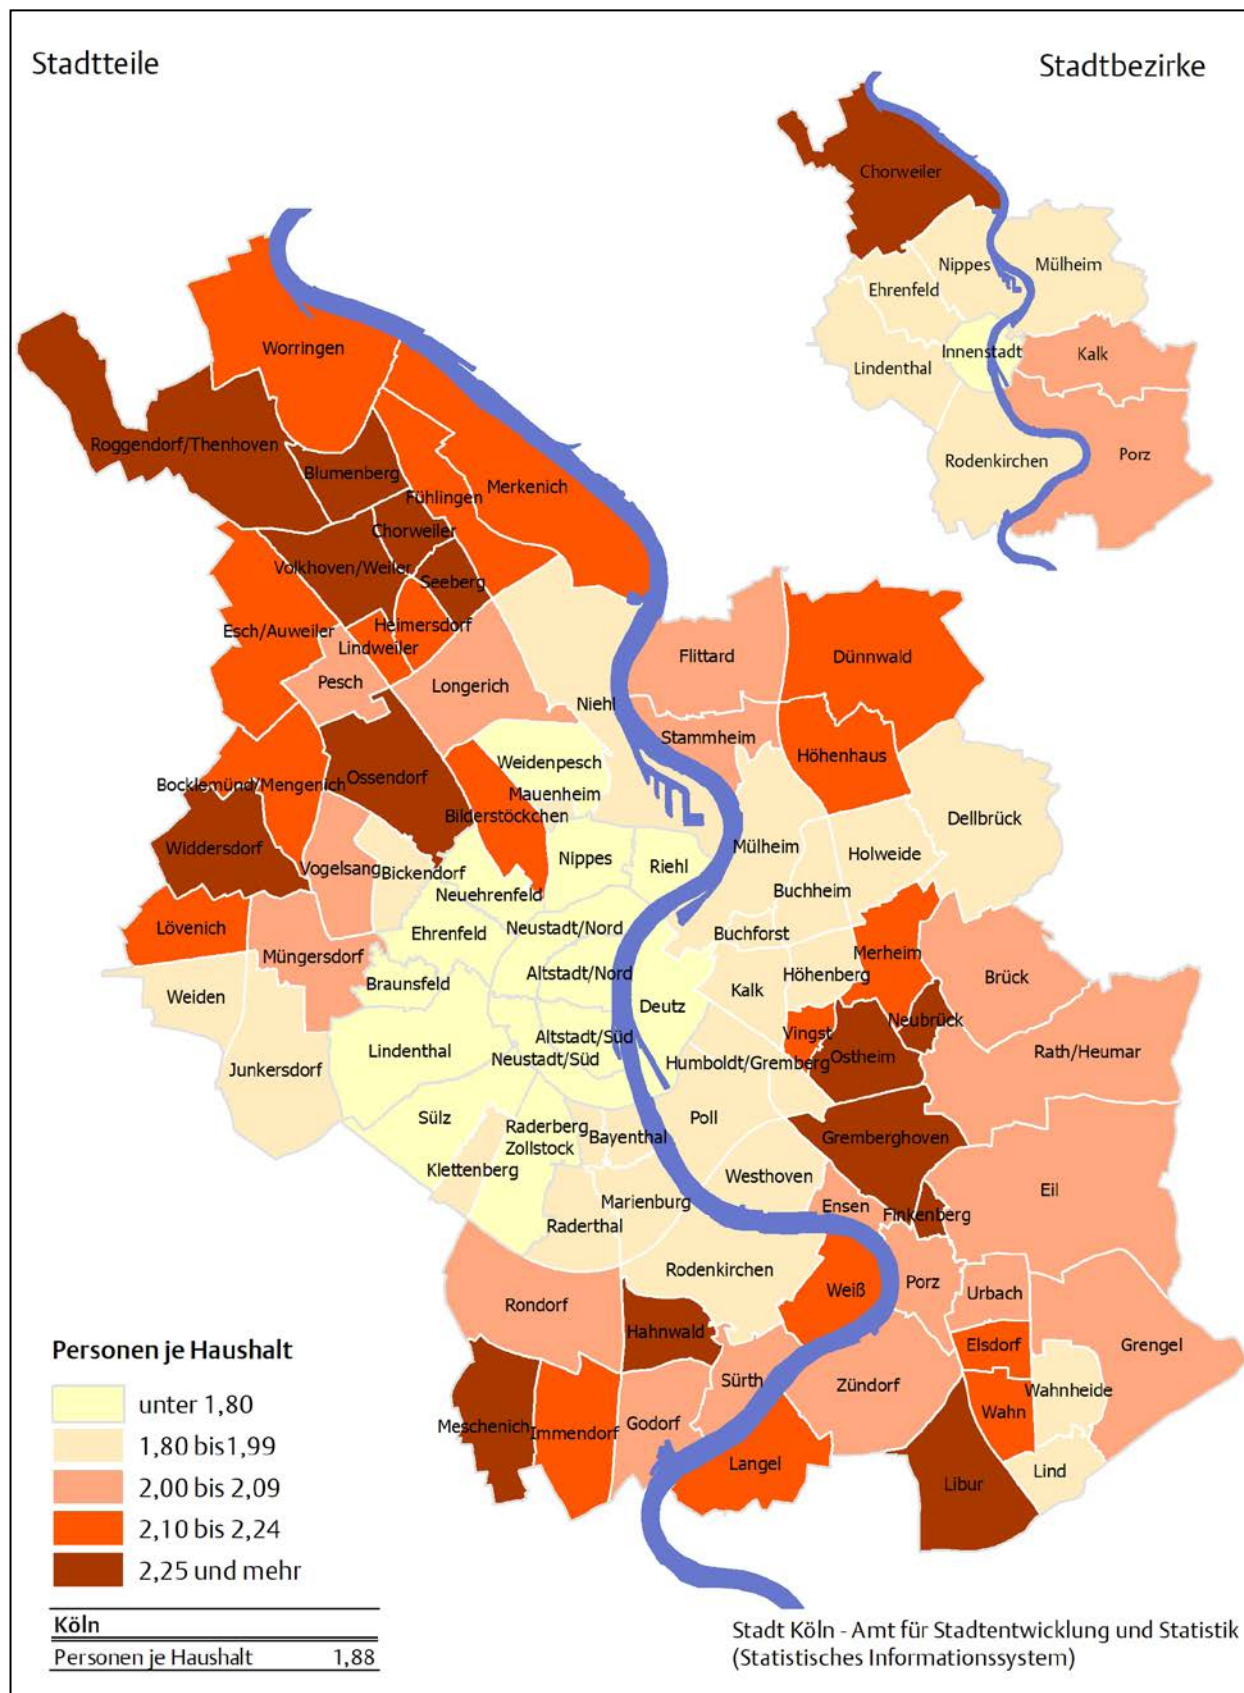 Stadtteile
Stadtbezirke
Chorweiler
Nippes
Mülheim
Ehrenfeld
Innenstadt
Kalk
Lindenthal
Porz
Rodenkirchen
Worringen
Roggendorf/Thenhoven
Blumenberg
Merkenich
Fühlingen
Chorweiler
Volkhoven/Weiler
Seeberg
Esch/Auweiler
Heimersdorf
Lindweiler
Pesch
Longerich
Flittard
Dünnwald
Niehl
Stammheim
Höhenhaus
Weidenpesch
Ossendorf
Bocklemünd/Mengenich
Mauenheim
Bilderstöckchen
Dellbrück
Widdersdorf
Mülheim
Holweide
Nippes
Riehl
Vogelsang
Bickendorf
Buchheim
Neuehrenfeld
Lövenich
Ehrenfeld
Neustadt/Nord
Buchforst
Müngersdorf
Merheim
Altstadt/Nord
Höhenberg
Brück
Braunsfeld
Weiden
Kalk
Deutz
Neubrück
Vingst
Altstadt/Süd
Lindenthal
Neustadt/Süd
Ostheim
Rath/Heumar
Junkersdorf
Humboldt/Gremberg
Sülz
Raderberg
Poll
Bayenthal
Gremberghoven
Zollstock
Klettenberg
Westhoven
Eil
Marienburg
Ensen
Finkenberg
Raderthal
Rodenkirchen
Weiß
Porz
Urbach
Rondorf
Hahnwald
Elsdorf
Grengel
Sürth
Zündorf
Wahnheide
Wahn
Meschenich
Immendorf
Godorf
Langel
Lind
Libur
Personen je Haushalt
unter 1,80
1,80 bis1,99
2,00 bis 2,09
2,10 bis 2,24
2,25 und mehr
Köln
Personen je Haushalt 1,88
Stadt Köln - Amt für Stadtentwicklung und Statistik
(Statistisches Informationssystem)